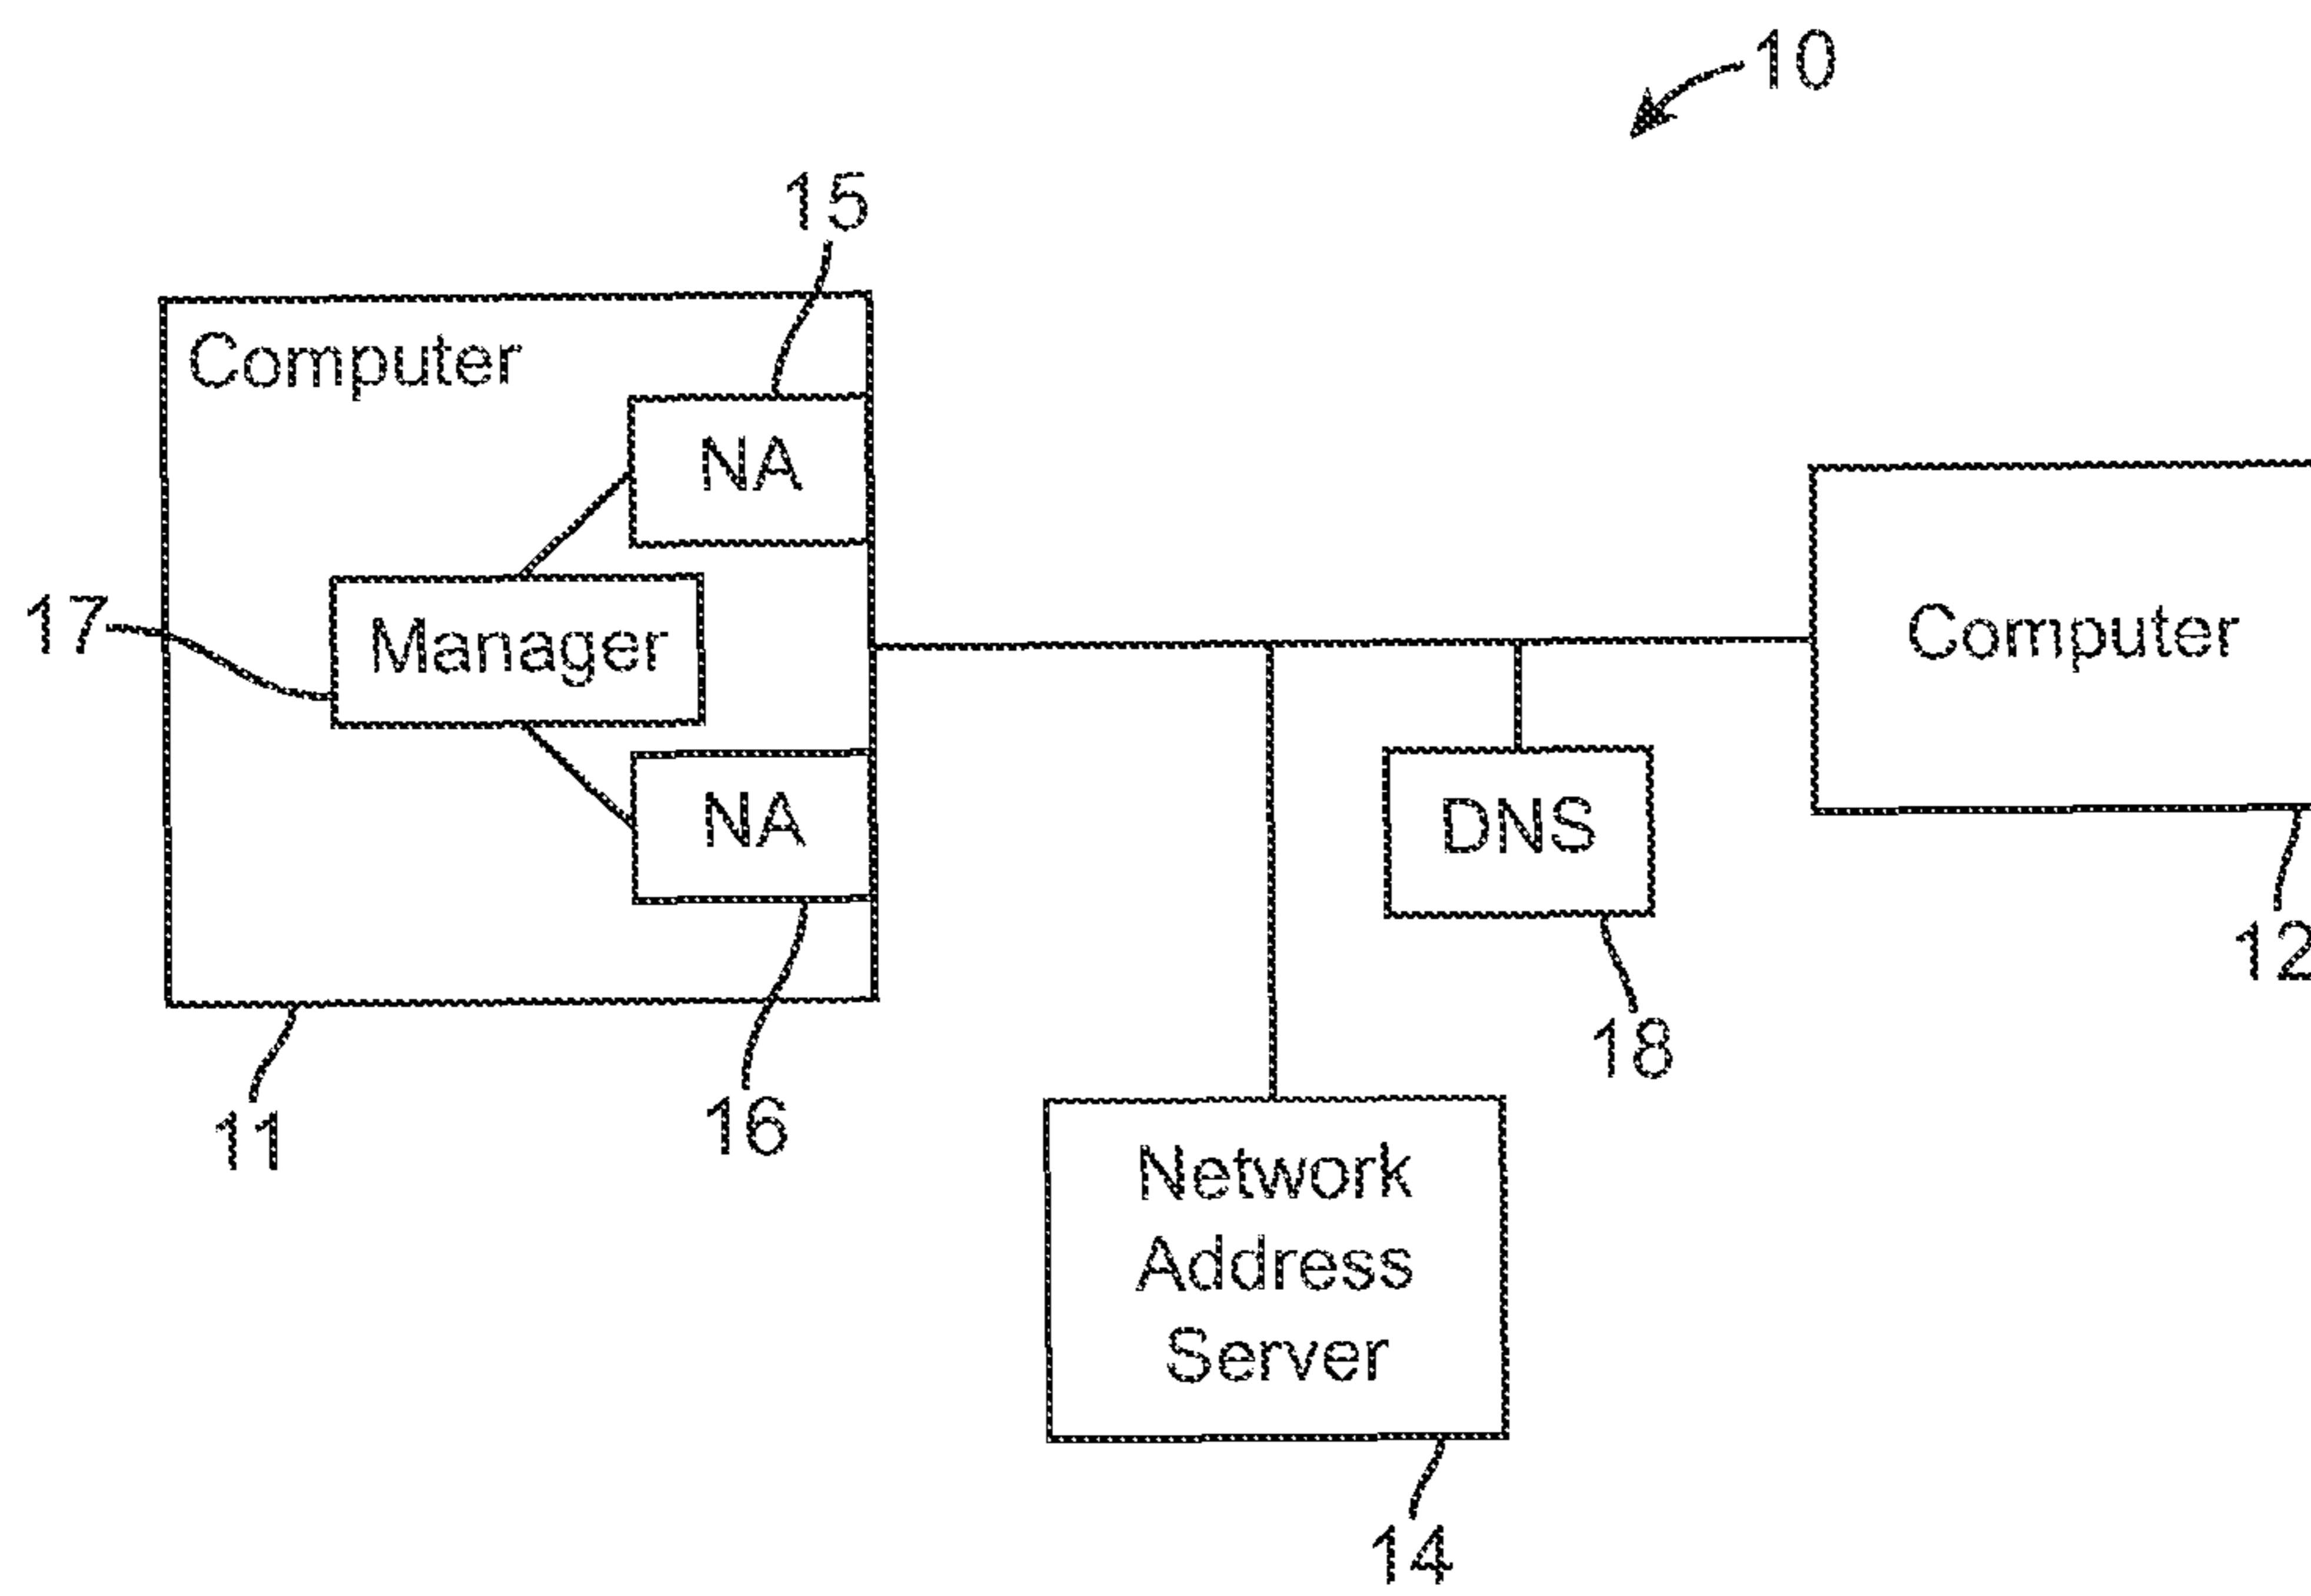 10
15
Computer
NA
17
Manager
Computer
NA
DNS
12
18
11
16
Network
Address
Server
14